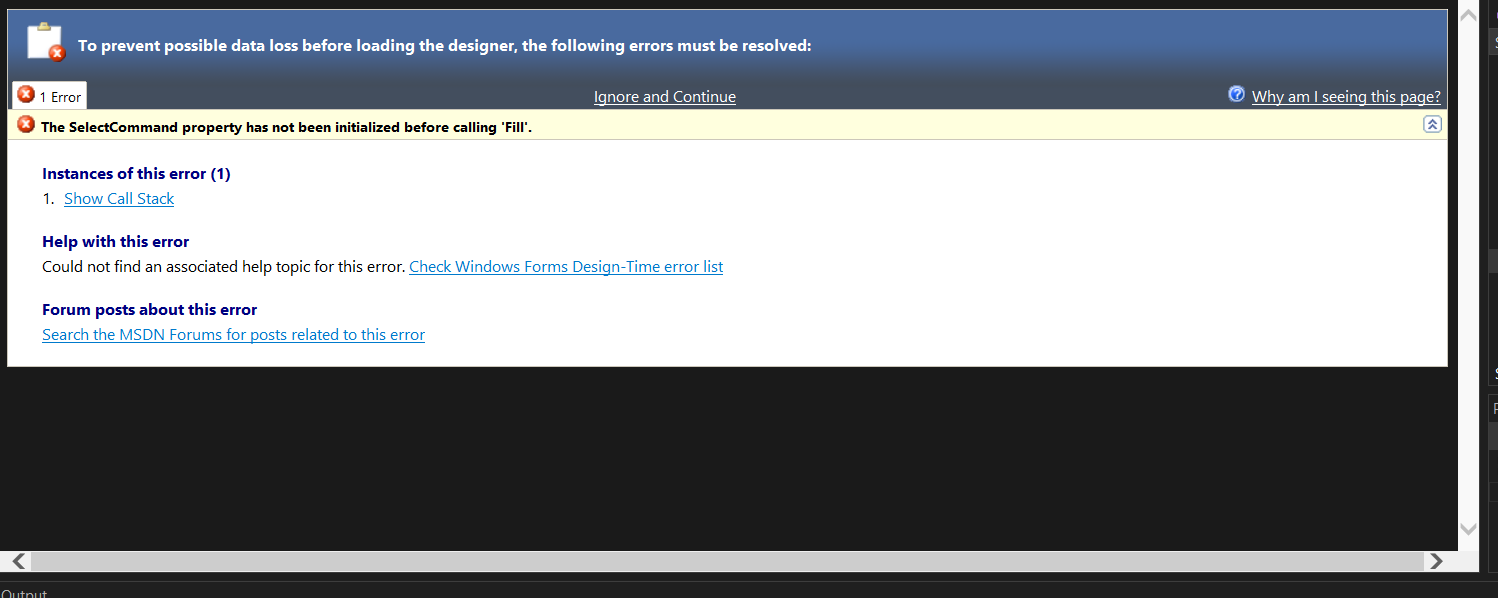 To prevent possible data loss before loading the designer, the following errors must be resolved:
1 Error
Ignore and Continue
Why am I seeing this page?
The SelectCommand property has not been initialized before calling 'Fill'.
Instances of this error (1)
1. Show Call Stack
Help with this error
Could not find an associated help topic for this error. Check Windows Forms Design-Time error list
Forum posts about this error
Search the MSDN Forums for posts related to this error
Output